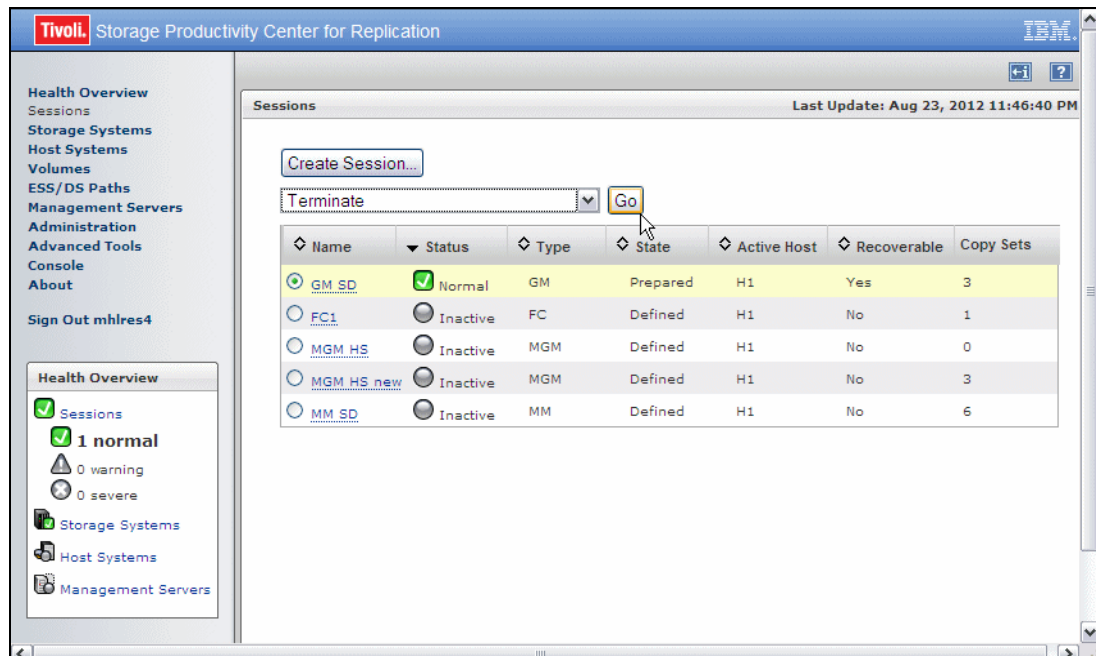 Tivoli. Storage Productivity Center for Replication
IBM.
Health Overview
Sessions
Storage Systems
Host Systems
Volumes
ESS/DS Paths
Management Servers
Administration
Advanced Tools
Console
About
Sign Out mhlres4
Health Overview
Sessions
1 normal
0 warning
0 severe
Storage Systems
Host Systems
Management Servers
i ?
Sessions Last Update: Aug 23, 2012 11:46:40 PM
Create Session...
Terminate Go
Name Status Type State Active Host Recoverable Copy Sets
GM SD Normal GM Prepared H1 Yes 3
FC1 Inactive FC Defined H1 No 1
MGM HS Inactive MGM Defined H1 No 0
MGM HS new Inactive MGM Defined H1 No 3
MM SD Inactive MM Defined H1 No 6